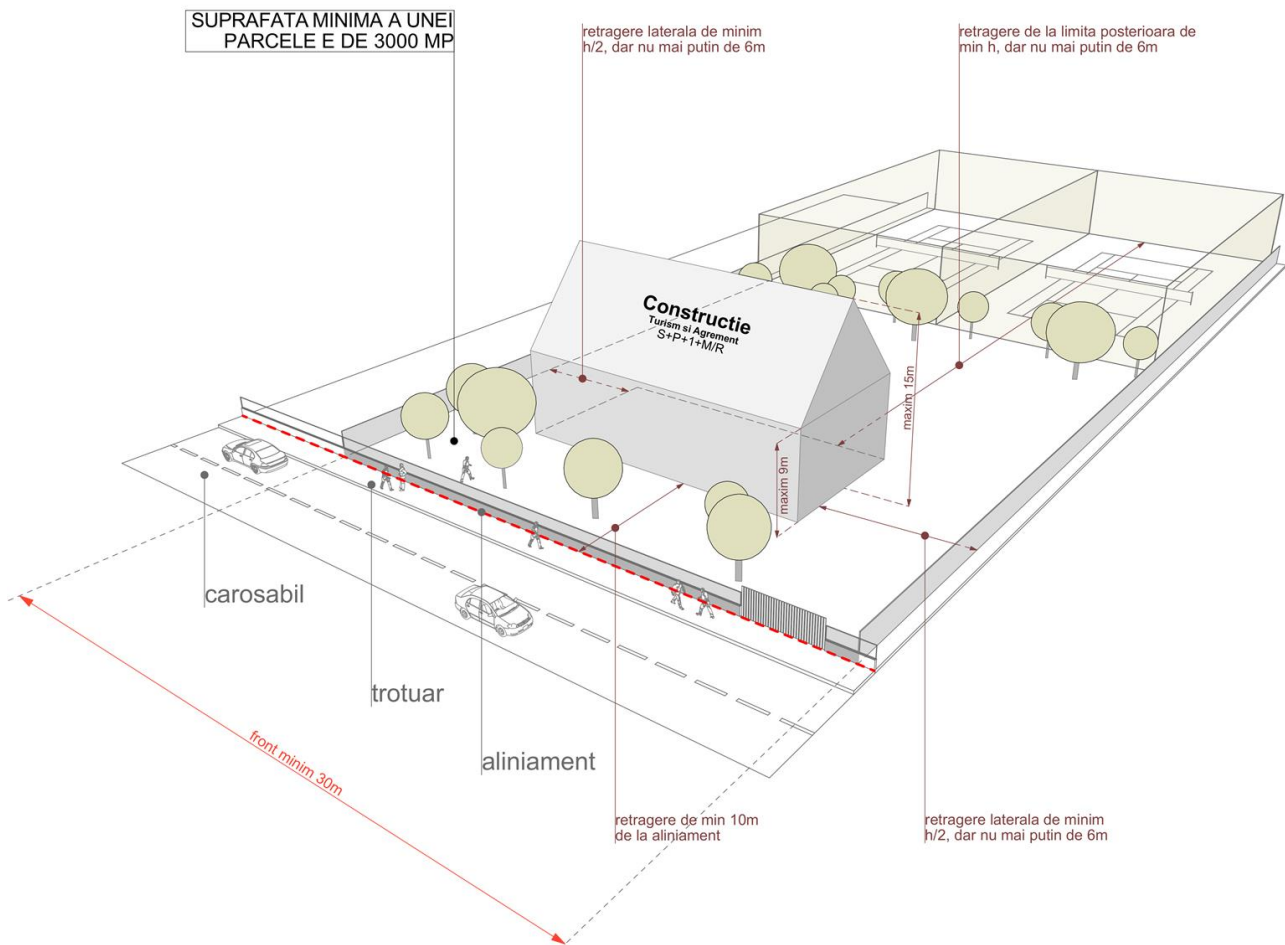 SUPRAFATA MINIMA A UNEI
PARCELE E DE 3000 MP
retragere laterala de minim
h/2, dar nu mai putin de 6m
retragere de la limita posterioara de
min h, dar nu mai putin de 6m
Constructie
Turism si Agrement
S+P+1+M/R
maxim 15m
maxim 9m
carosabil
trotuar
aliniament
front minim 30m
retragere de min 10m
de la aliniament
retragere laterala de minim
h/2, dar nu mai putin de 6m